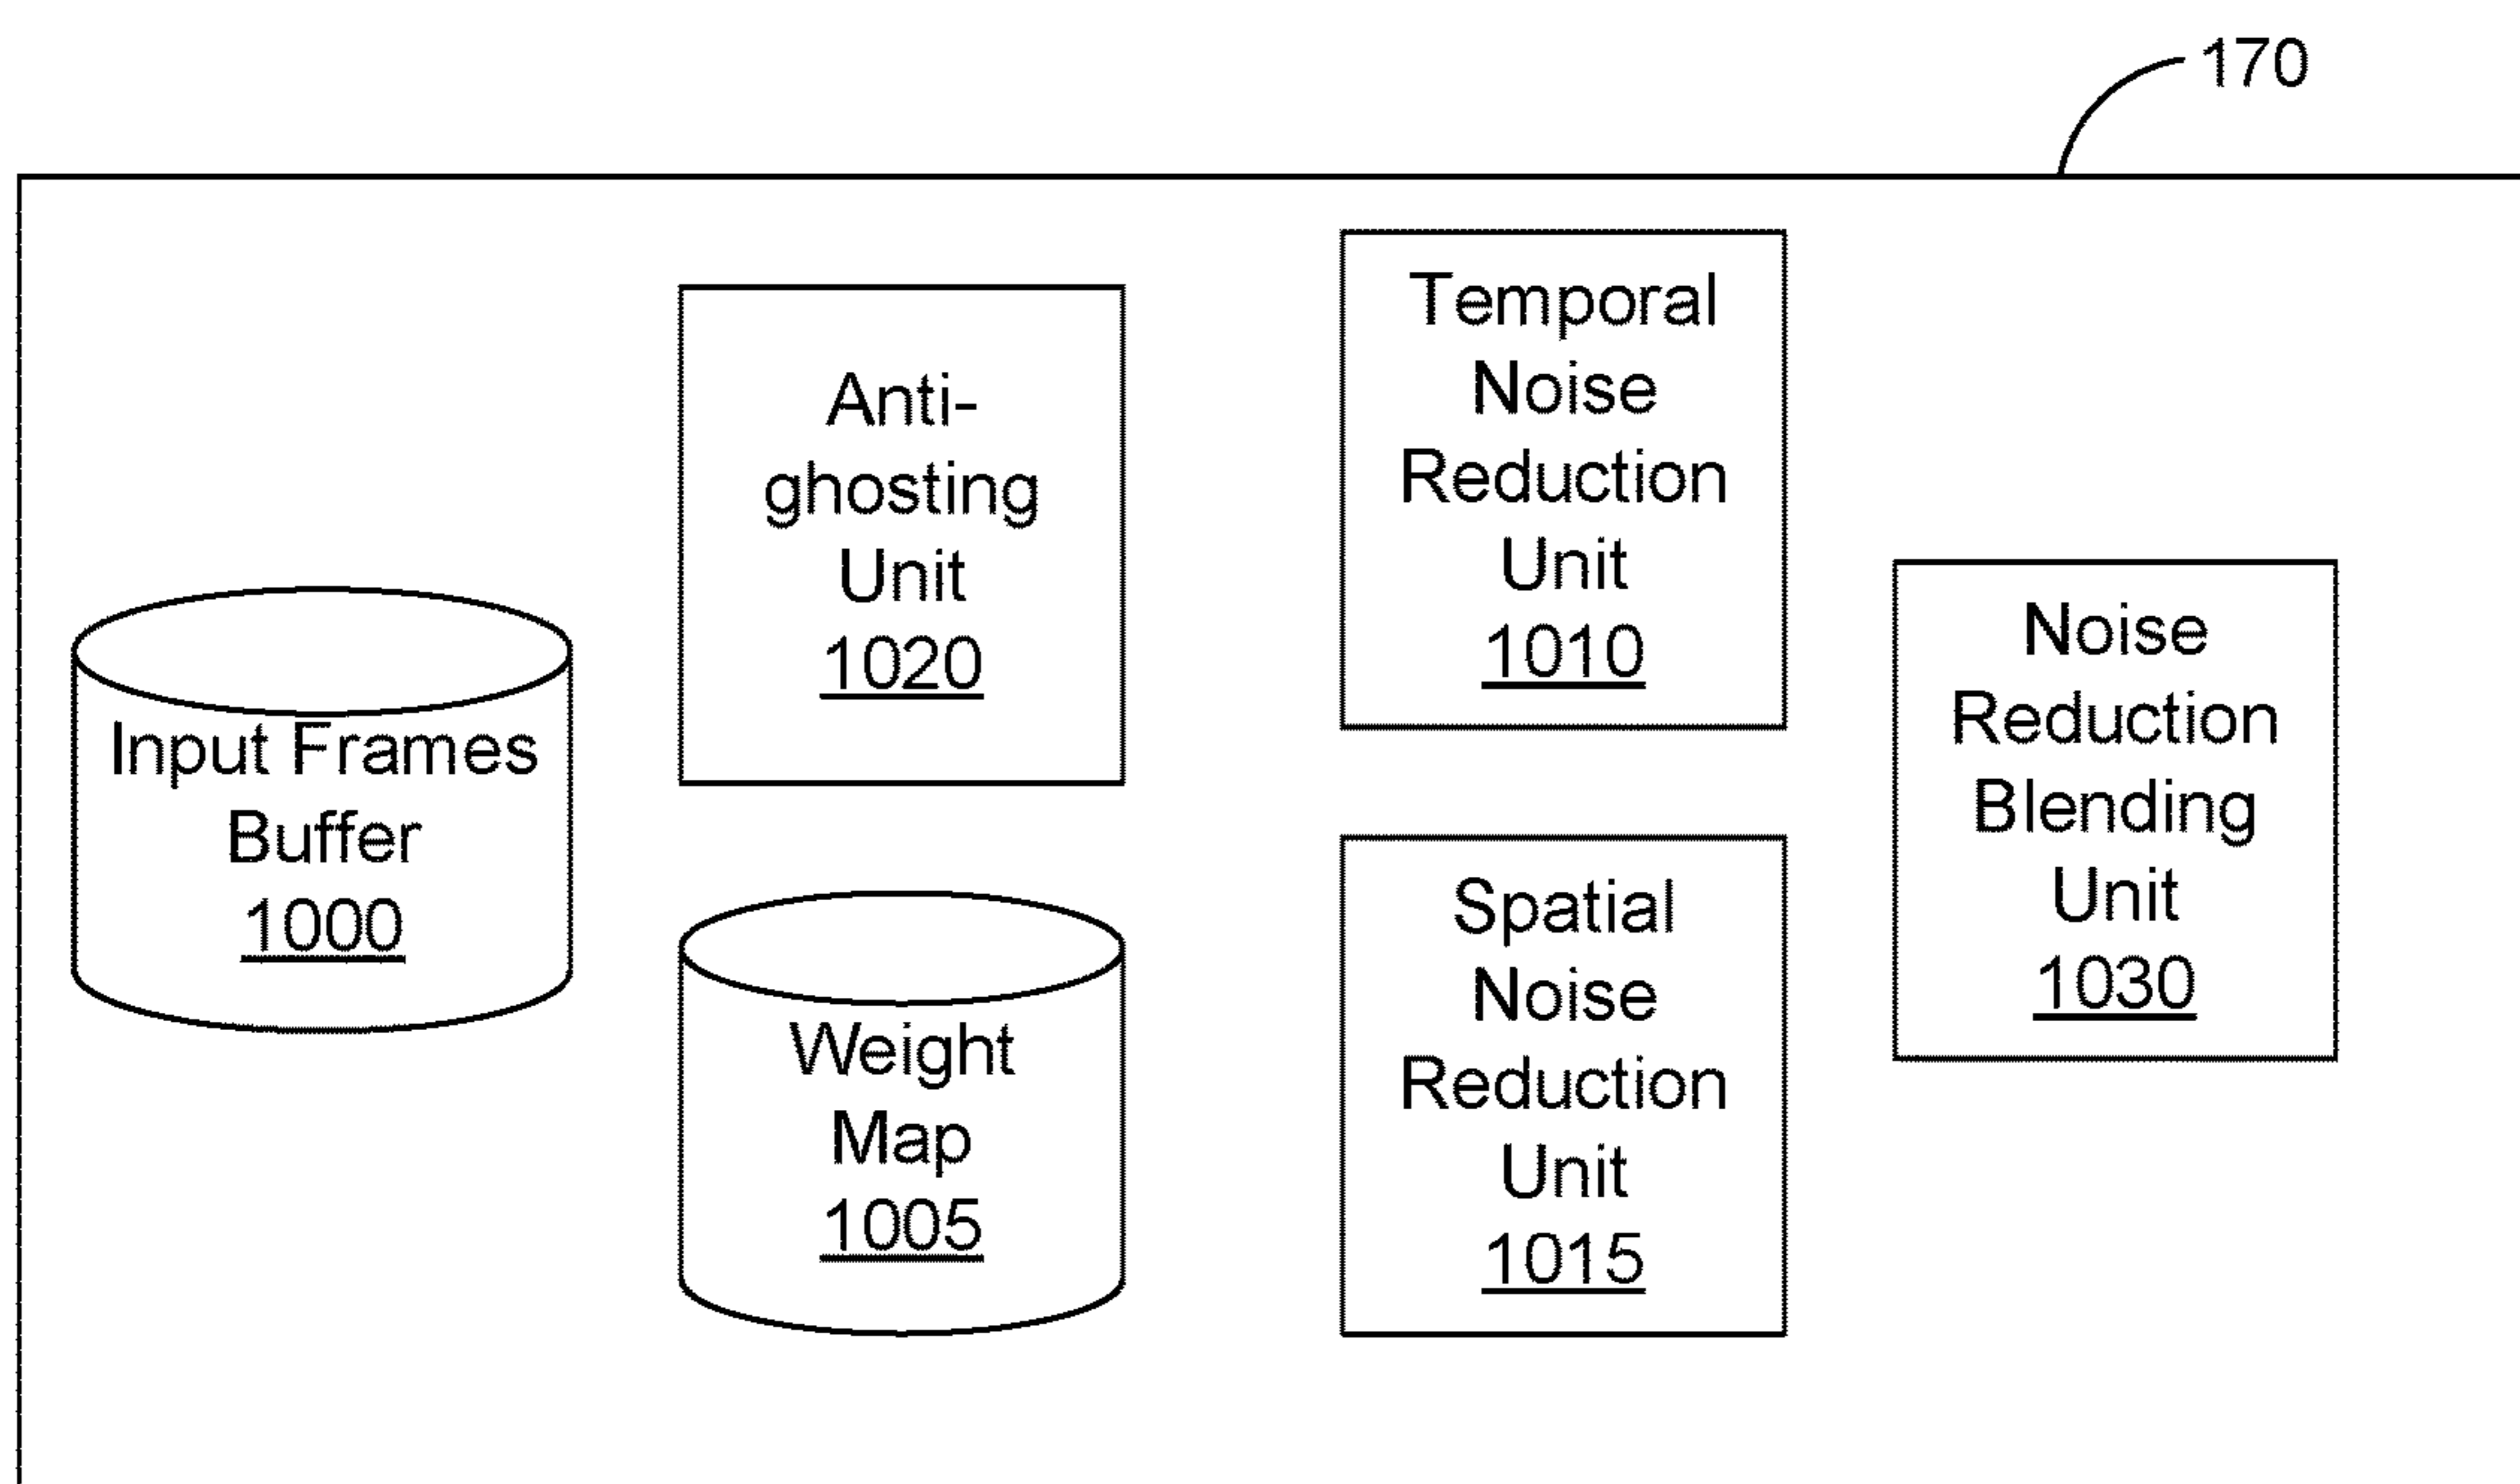 170
Anti-
ghosting
Unit
1020
Temporal
Noise
Reduction
Unit
1010
Input Frames
Buffer
1000
Weight
Map
1005
Spatial
Noise
Reduction
Unit
1015
Noise
Reduction
Blending
Unit
1030